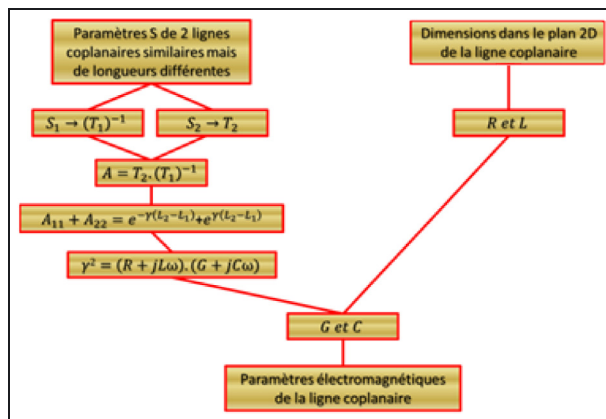 Paramètres S de 2 lignes
coplanaires similaires mais
de longueurs différentes
Dimensions dans le plan 2D
de la ligne coplanaire
S₁ → (T₁)⁻¹
S₂ → T₂
R et L
A = T₂.(T₁)⁻¹
A₁₁ + A₂₂ = e^{-γ(L₂-L₁)}+e^{γ(L₂-L₁)}
γ² = (R + jLω).(G + jCω)
G et C
Paramètres électromagnétiques
de la ligne coplanaire